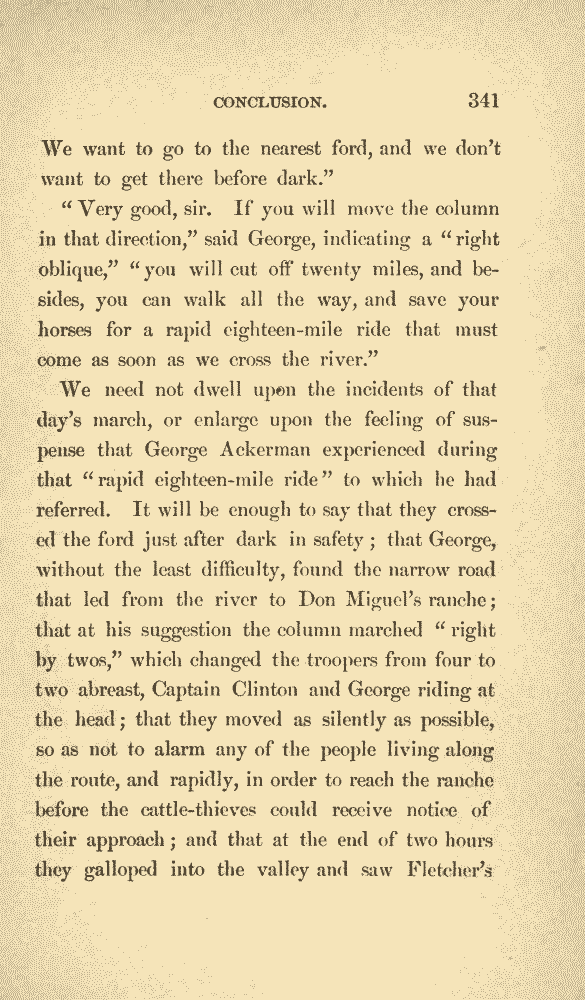 CONCLUSION. 341
We want to go to the nearest ford, and we don't
want to get there before dark."
" Very good, sir. If you will move the column
in that direction," said George, indicating a " right
oblique," " you will cut off twenty miles, and be-
sides, you can walk all the way, and save your
horses for a rapid eighteen-mile ride that must
come as soon as we cross the river."
We need not dwell upon the incidents of that
day's march, or enlarge upon the feeling of sus-
pense that George Ackerman experienced during
that " rapid eighteen-mile ride " to which he had
referred. It will be enough to say that they cross-
ed the ford just after dark in safety ; that George,
without the least difficulty, found the narrow road
that led from the river to Don Miguel's ranche ;
that at his suggestion the column marched " right
by twos," which changed the troopers from four to
two abreast, Captain Clinton and George riding at
the head ; that they moved as silently as possible,
so as not to alarm any of the people living along
the route, and rapidly, in order to reach the ranche
before the cattle-thieves could receive notice of
their approach ; and that at the end of two hours
they galloped into the valley and saw Fletcher's